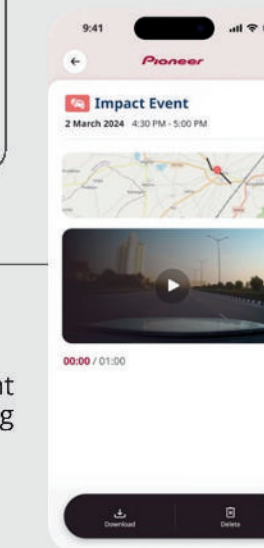 9:41
Pioneer
Impact Event
2 March 2024 4:30 PM - 5:00 PM
00:00 / 01:00
nt
g
Download
Delete